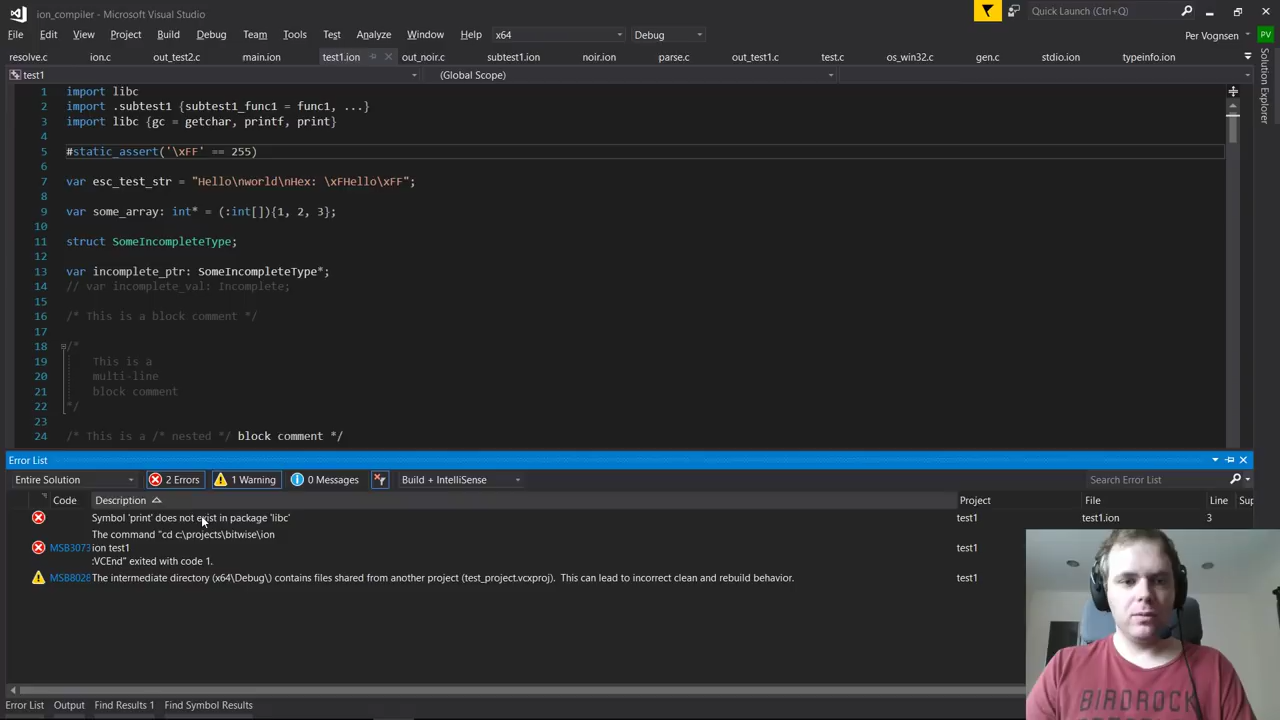 ion_compiler - Microsoft Visual Studio
Quick Launch (Ctrl+Q)
File Edit View Project Build Debug Team Tools Test Analyze Window Help x64 Debug
Per Vognsen PV
resolve.c ion.c out_test2.c main.ion test1.ion out_noir.c subtest1.ion noir.ion parse.c out_test1.c test.c os_win32.c gen.c stdio.ion typeinfo.ion
Solution Explorer
test1 (Global Scope)
1 import libc
2 import .subtest1 {subtest1_func1 = func1, ...}
3 import libc {gc = getchar, printf, print}
4
5 #static_assert('\xFF' == 255)
6
7 var esc_test_str = "Hello\nworld\nHex: \xFHello\xFF";
8
9 var some_array: int* = (:int[]){1, 2, 3};
10
11 struct SomeIncompleteType;
12
13 var incomplete_ptr: SomeIncompleteType*;
14 // var incomplete_val: Incomplete;
15
16 /* This is a block comment */
17
18 /*
19 This is a
20 multi-line
21 block comment
22 */
23
24 /* This is a /* nested */ block comment */
Error List
Entire Solution 2 Errors 1 Warning 0 Messages Build + IntelliSense Search Error List
Code Description Project File Line Sup
Symbol 'print' does not exist in package 'libc' test1 test1.ion 3
The command "cd c:\projects\bitwise\ion
MSB3073 ion test1 test1
:VCEnd" exited with code 1.
MSB8028 The intermediate directory (x64\Debug\) contains files shared from another project (test_project.vcxproj). This can lead to incorrect clean and rebuild behavior. test1
Error List Output Find Results 1 Find Symbol Results
BIRDROCK